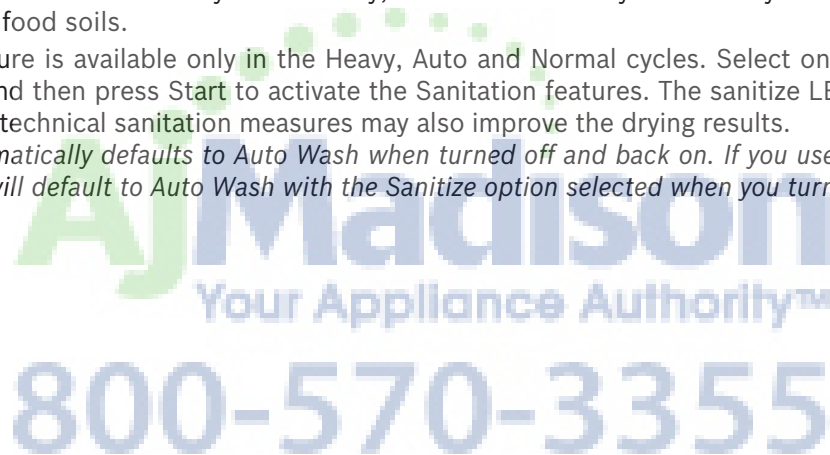 food soils.
ure is available only in the Heavy, Auto and Normal cycles. Select on
nd then press Start to activate the Sanitation features. The sanitize LE
technical sanitation measures may also improve the drying results.
matically defaults to Auto Wash when turned off and back on. If you use
will default to Auto Wash with the Sanitize option selected when you turn
AjMadison
Your Appliance Authority™
800-570-3355